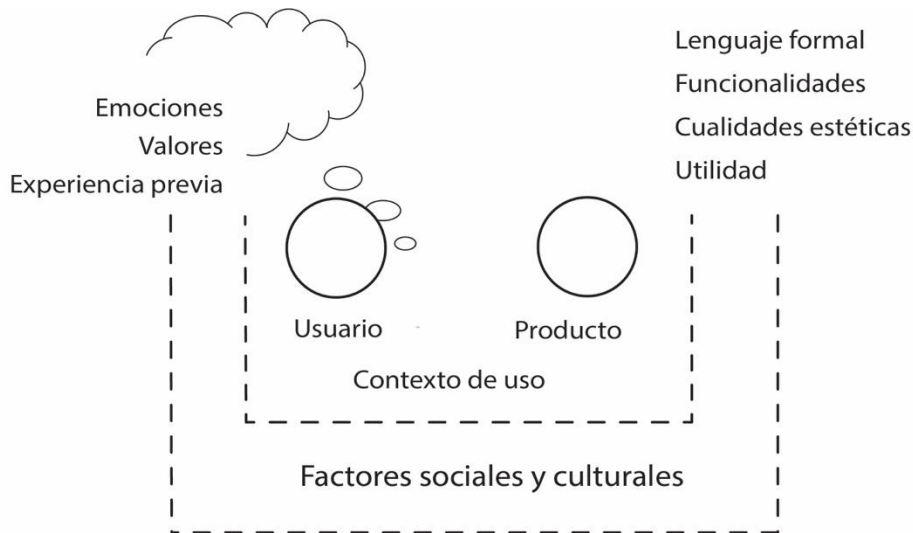 Emociones
Valores
Experiencia previa
Lenguaje formal
Funcionalidades
Cualidades estéticas
Utilidad
Usuario
Producto
Contexto de uso
Factores sociales y culturales